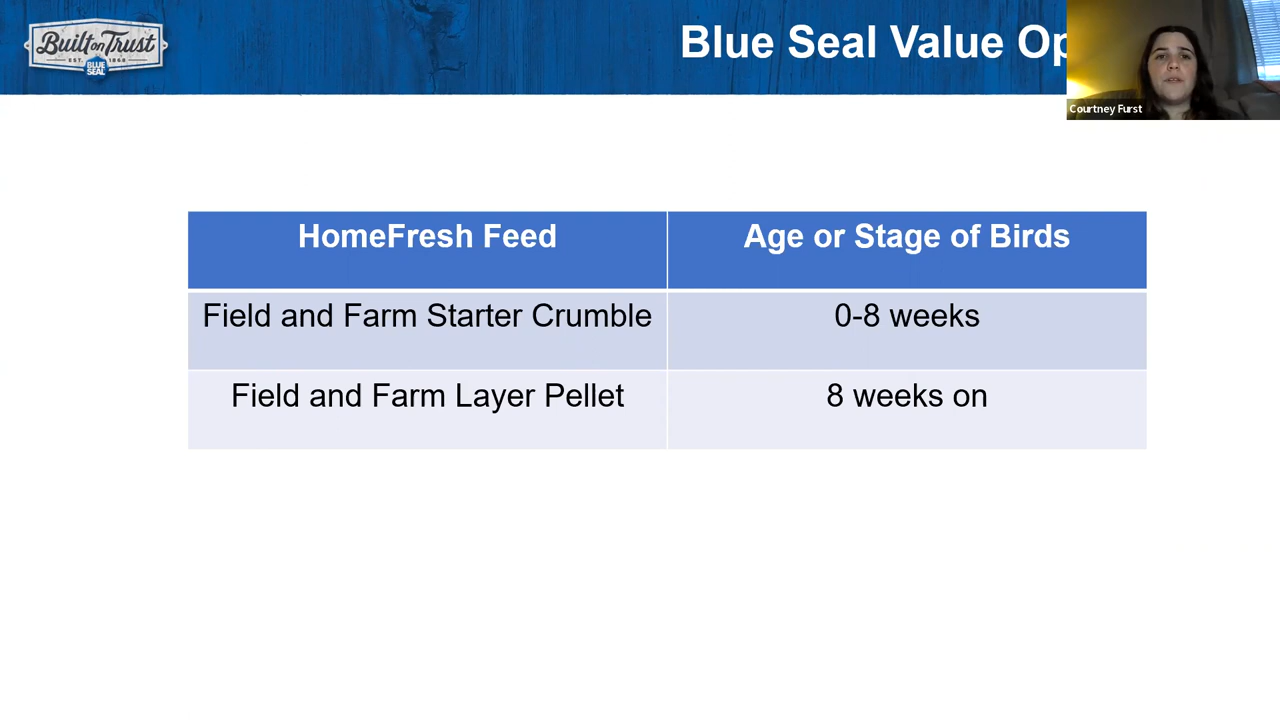 Built on Trust
EST. 1868
BLUE
SEAL
Blue Seal Value Op
Courtney Furst
HomeFresh Feed
Age or Stage of Birds
Field and Farm Starter Crumble
0-8 weeks
Field and Farm Layer Pellet
8 weeks on